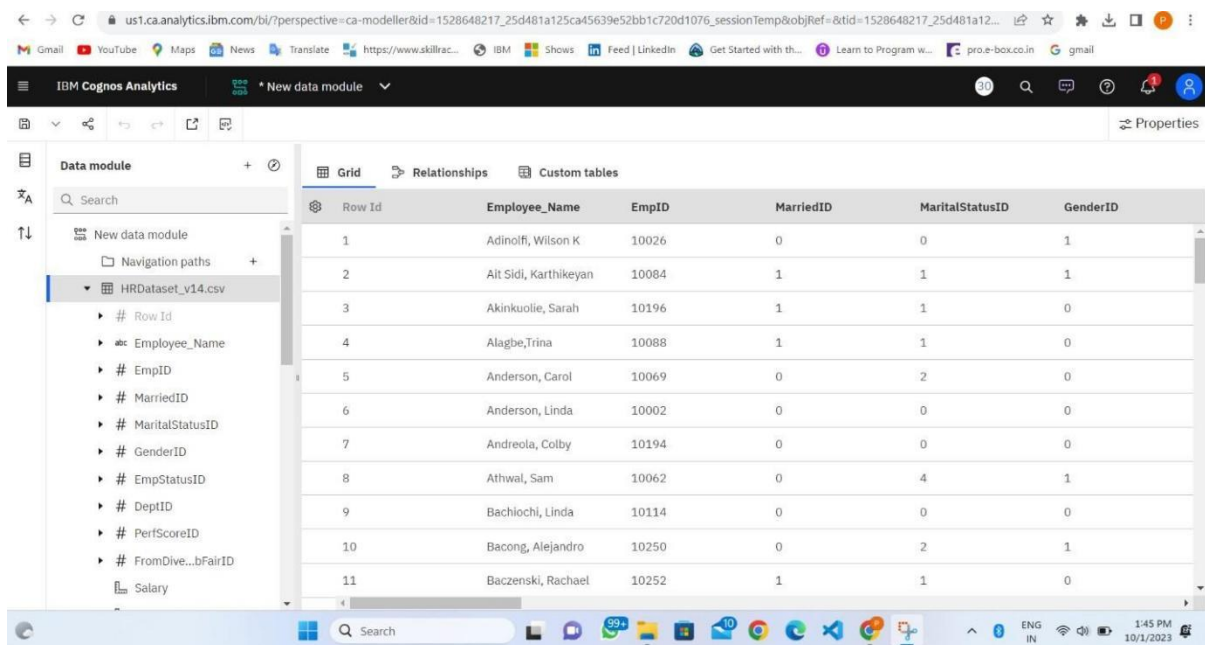 us1.ca.analytics.ibm.com/bi/?perspective=ca-modeller&id=1528648217_25d481a125ca45639e52bb1c720d1076_sessionTemp&objRef=&tid=1528648217_25d481a12...
P
Gmail YouTube Maps News Translate https://www.skillrac... IBM Shows Feed | LinkedIn Get Started with th... Learn to Program w... pro.e-box.co.in gmail
IBM Cognos Analytics * New data module 30 1
Properties
Data module +
Grid Relationships Custom tables
Search
Row Id Employee_Name EmpID MarriedID MaritalStatusID GenderID
New data module
Navigation paths +
HRDataset_v14.csv
# Row Id
abc Employee_Name
# EmpID
# MarriedID
# MaritalStatusID
# GenderID
# EmpStatusID
# DeptID
# PerfScoreID
# FromDive...bFairID
Salary
1 Adinolfi, Wilson K 10026 0 0 1
2 Ait Sidi, Karthikeyan 10084 1 1 1
3 Akinkuolie, Sarah 10196 1 1 0
4 Alagbe,Trina 10088 1 1 0
5 Anderson, Carol 10069 0 2 0
6 Anderson, Linda 10002 0 0 0
7 Andreola, Colby 10194 0 0 0
8 Athwal, Sam 10062 0 4 1
9 Bachiochi, Linda 10114 0 0 0
10 Bacong, Alejandro 10250 0 2 1
11 Baczenski, Rachael 10252 1 1 0
Search 99+ 10 ENG
IN
1:45 PM
10/1/2023